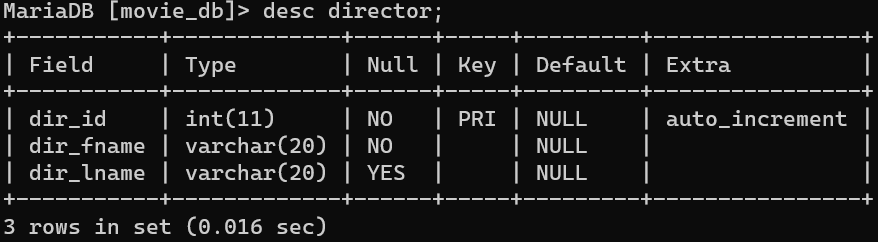 MariaDB [movie_db]> desc director;
+-----------+-------------+------+-----+---------+----------------+
| Field     | Type        | Null | Key | Default | Extra          |
+-----------+-------------+------+-----+---------+----------------+
| dir_id    | int(11)     | NO   | PRI | NULL    | auto_increment |
| dir_fname | varchar(20) | NO   |     | NULL    |                |
| dir_lname | varchar(20) | YES  |     | NULL    |                |
+-----------+-------------+------+-----+---------+----------------+
3 rows in set (0.016 sec)